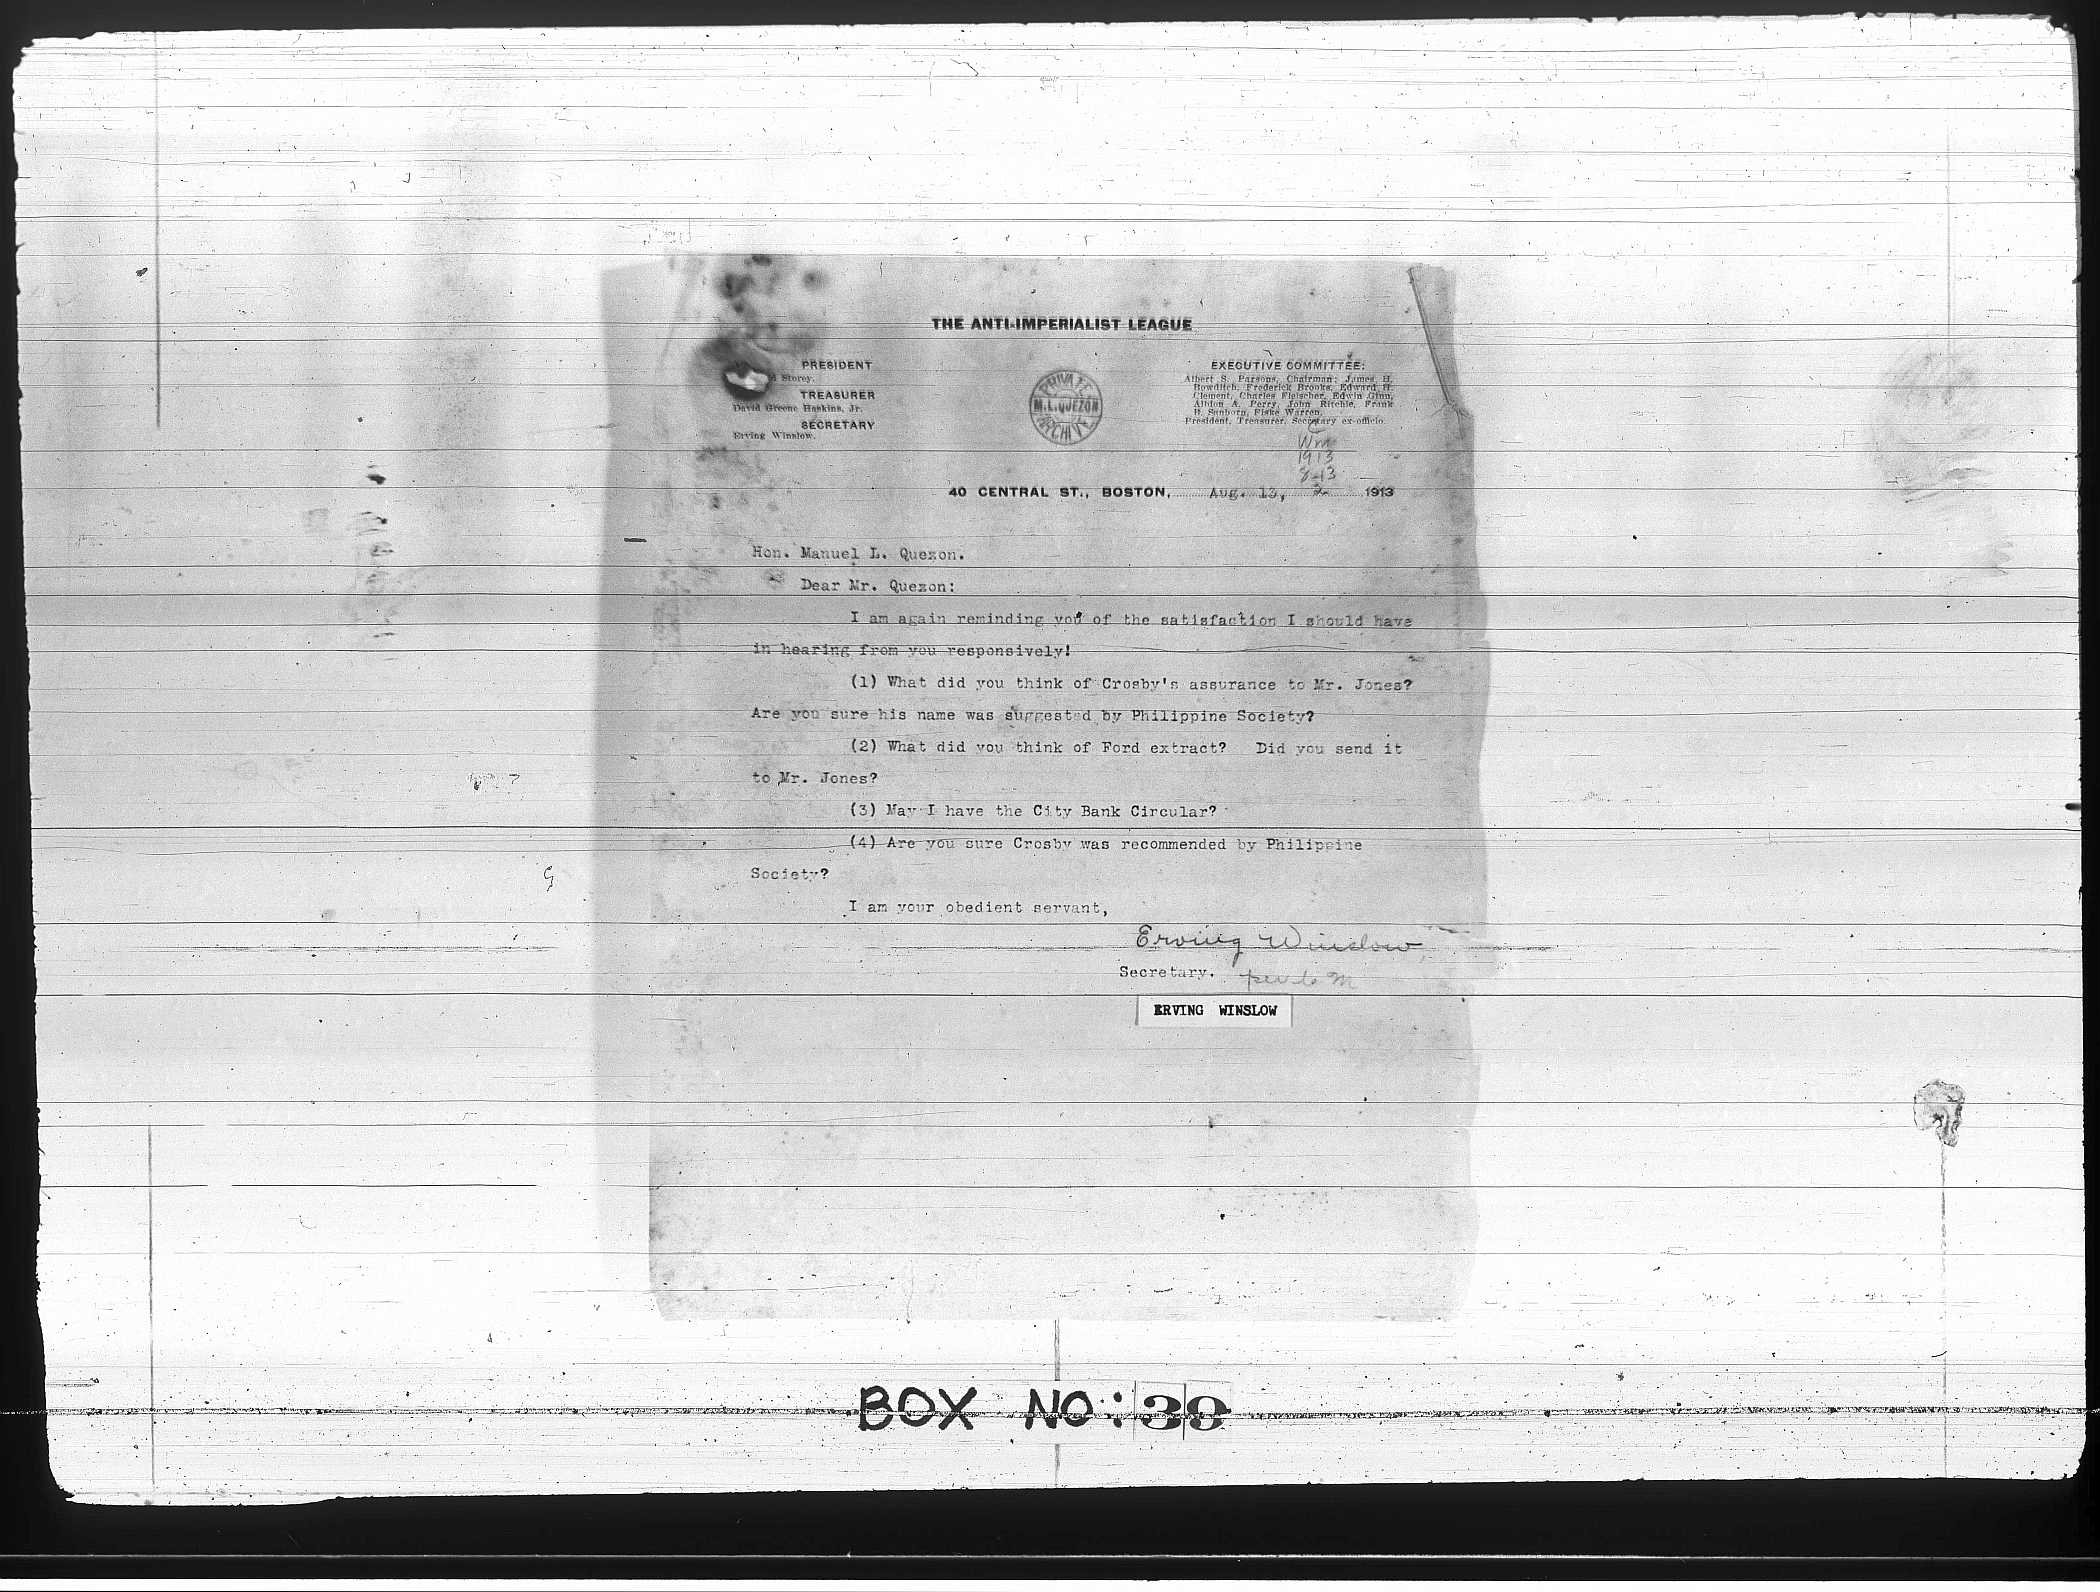 THE ANTI-IMPERIALIST LEAGUE
PRESIDENT
Storey.
TREASURER
David Greene Haskins, Jr.
SECRETARY
Erving Winslow.
PRIVATE
M.L.QUEZON
ARCHIVE
EXECUTIVE COMMITTEE:
Albert S. Parsons, Chairman; James H.
Bowditch, Frederick Brooks, Edward H.
Clement, Charles Fleischer, Edwin Ginn,
Albion A. Perry, John Ritchie, Frank
B. Sanborn, Fiske Warren,
President, Treasurer, Secretary ex-officio.
Wm
1913
8-13
2
40 CENTRAL ST., BOSTON, Aug. 13, 1913
Hon. Manuel L. Quezon.
Dear Mr. Quezon:
I am again reminding you of the satisfaction I should have
in hearing from you responsively!
(1) What did you think of Crosby's assurance to Mr. Jones?
Are you sure his name was suggested by Philippine Society?
(2) What did you think of Ford extract? Did you send it
to Mr. Jones?
(3) May I have the City Bank Circular?
(4) Are you sure Crosby was recommended by Philippine
Society?
I am your obedient servant,
Erving Winslow,
Secretary.
ERVING WINSLOW
BOX NO: 39